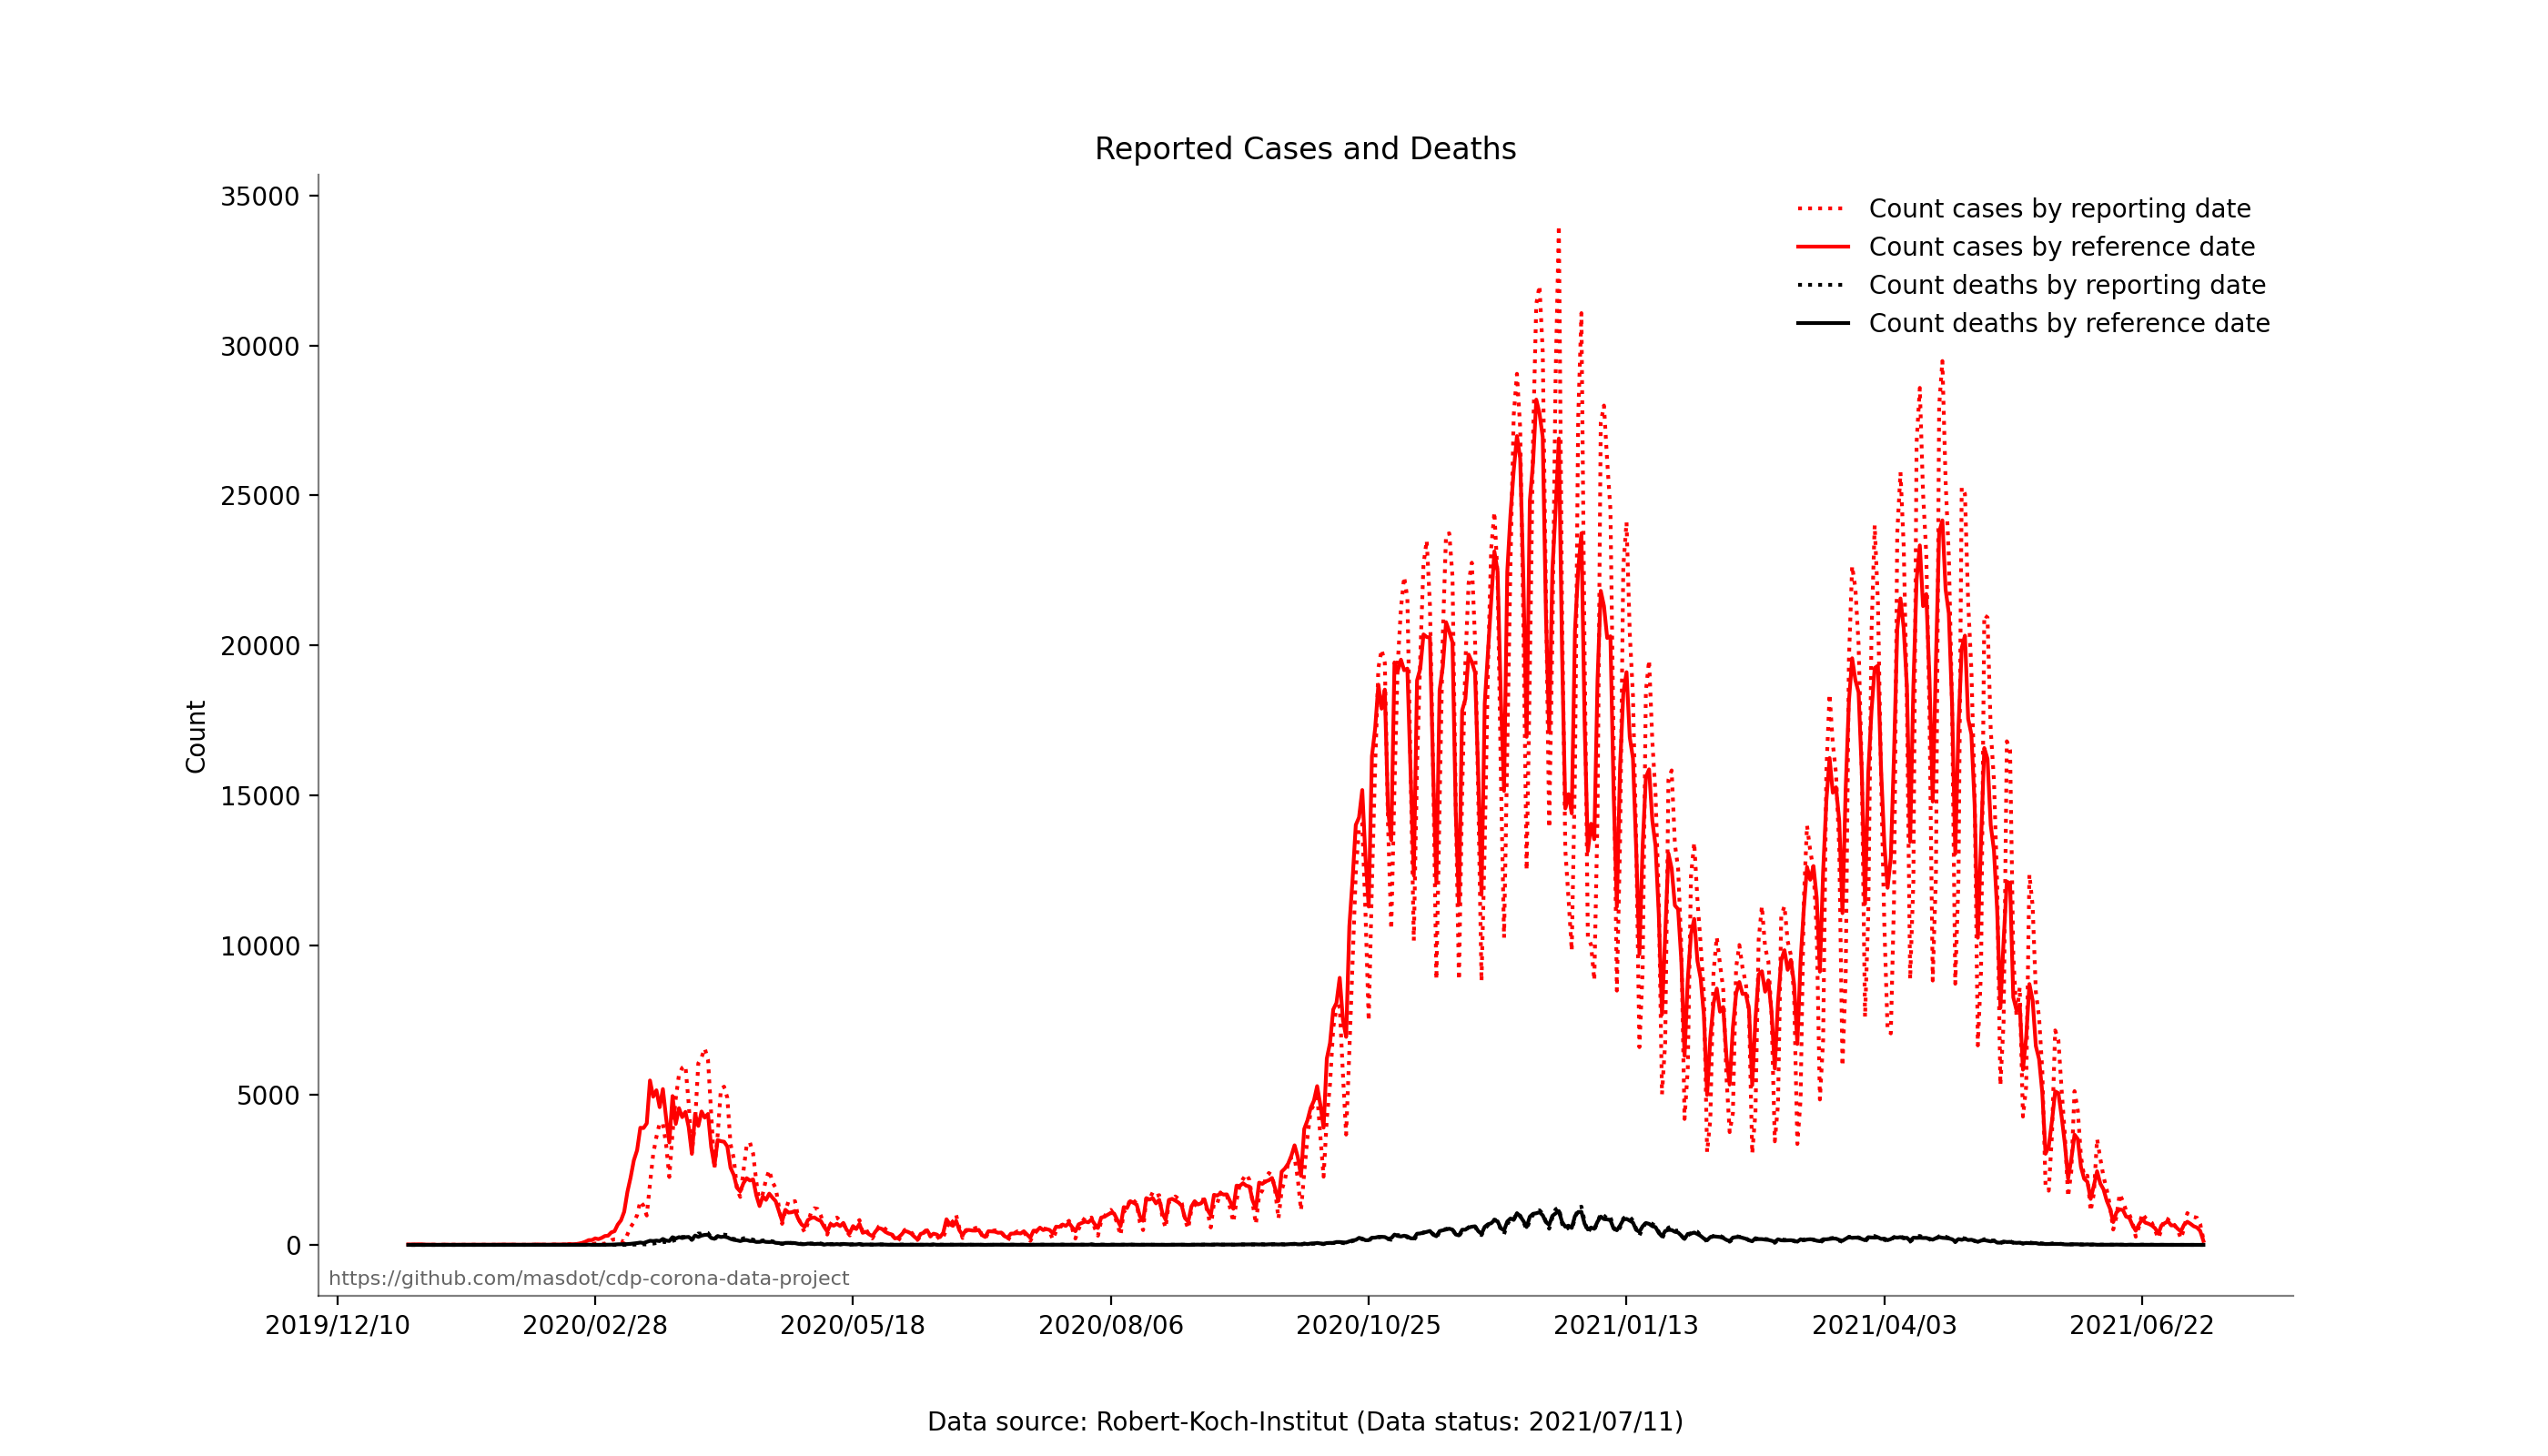 Reported Cases and Deaths
35000
30000
25000
20000
15000
10000
5000
0
Count
Count cases by reporting date
Count cases by reference date
Count deaths by reporting date
Count deaths by reference date
https://github.com/masdot/cdp-corona-data-project
2019/12/10 2020/02/28 2020/05/18 2020/08/06 2020/10/25 2021/01/13 2021/04/03 2021/06/22
Data source: Robert-Koch-Institut (Data status: 2021/07/11)